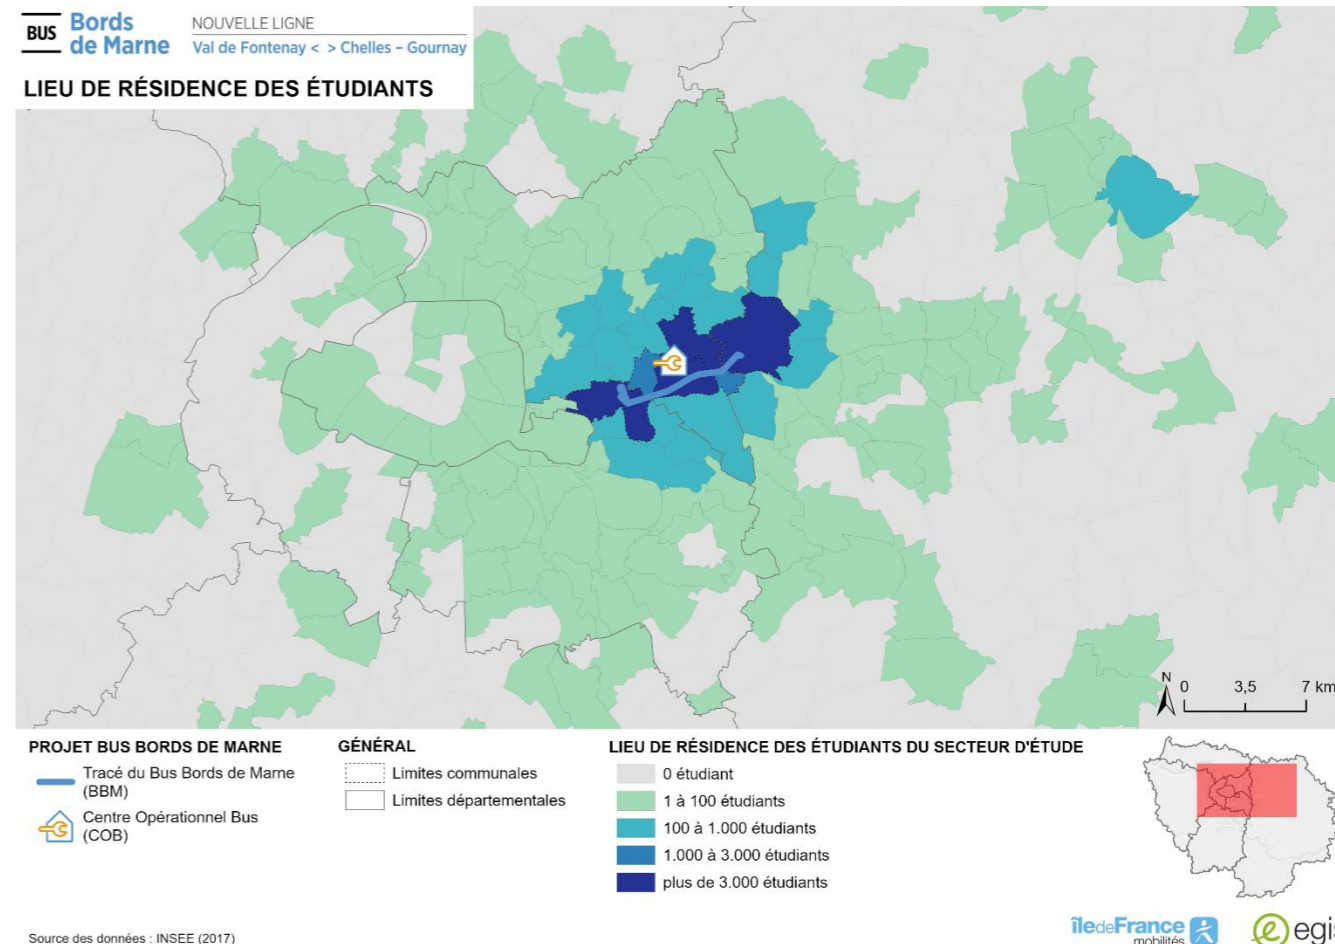 BUS Bords de Marne
NOUVELLE LIGNE
Val de Fontenay < > Chelles – Gournay
LIEU DE RÉSIDENCE DES ÉTUDIANTS
N 0 3,5 7 km
PROJET BUS BORDS DE MARNE
Tracé du Bus Bords de Marne
(BBM)
Centre Opérationnel Bus
(COB)
GÉNÉRAL
Limites communales
Limites départementales
LIEU DE RÉSIDENCE DES ÉTUDIANTS DU SECTEUR D'ÉTUDE
0 étudiant
1 à 100 étudiants
100 à 1.000 étudiants
1.000 à 3.000 étudiants
plus de 3.000 étudiants
Source des données : INSEE (2017)
îledeFrance
mobilités
egis